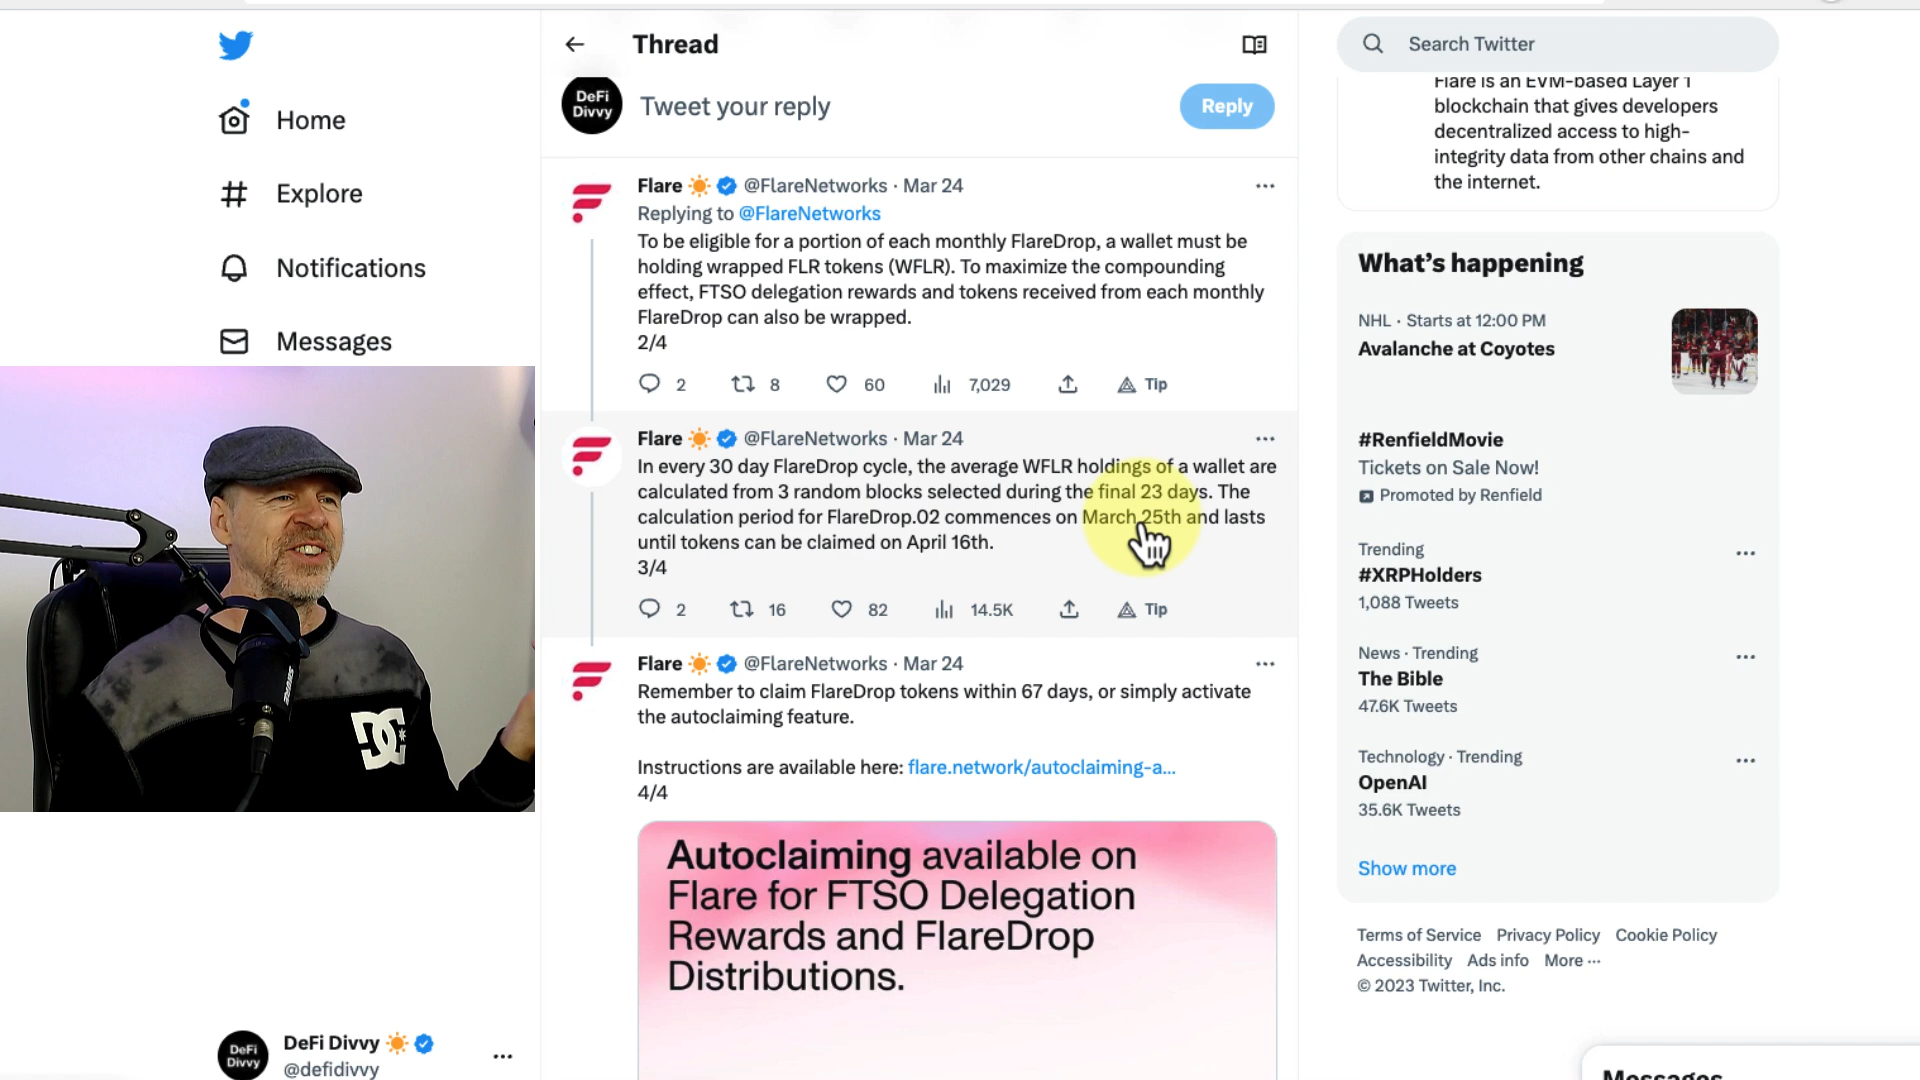 Thread
Search Twitter
Home
Explore
Notifications
Messages
DeFi
Divvy
Tweet your reply
Reply
Flare @FlareNetworks · Mar 24
Replying to @FlareNetworks
To be eligible for a portion of each monthly FlareDrop, a wallet must be
holding wrapped FLR tokens (WFLR). To maximize the compounding
effect, FTSO delegation rewards and tokens received from each monthly
FlareDrop can also be wrapped.
2/4
2 8 60 7,029 Tip
Flare @FlareNetworks · Mar 24
In every 30 day FlareDrop cycle, the average WFLR holdings of a wallet are
calculated from 3 random blocks selected during the final 23 days. The
calculation period for FlareDrop.02 commences on March 25th and lasts
until tokens can be claimed on April 16th.
3/4
2 16 82 14.5K Tip
Flare @FlareNetworks · Mar 24
Remember to claim FlareDrop tokens within 67 days, or simply activate
the autoclaiming feature.
Instructions are available here: flare.network/autoclaiming-a...
4/4
Autoclaiming available on
Flare for FTSO Delegation
Rewards and FlareDrop
Distributions.
Flare is an EVM-based Layer 1
blockchain that gives developers
decentralized access to high-
integrity data from other chains and
the internet.
What's happening
NHL · Starts at 12:00 PM
Avalanche at Coyotes
#RenfieldMovie
Tickets on Sale Now!
Promoted by Renfield
Trending
#XRPHolders
1,088 Tweets
News · Trending
The Bible
47.6K Tweets
Technology · Trending
OpenAI
35.6K Tweets
Show more
Terms of Service Privacy Policy Cookie Policy
Accessibility Ads info More ···
© 2023 Twitter, Inc.
DC
DeFi
Divvy
DeFi Divvy
@defidivvy
Messages